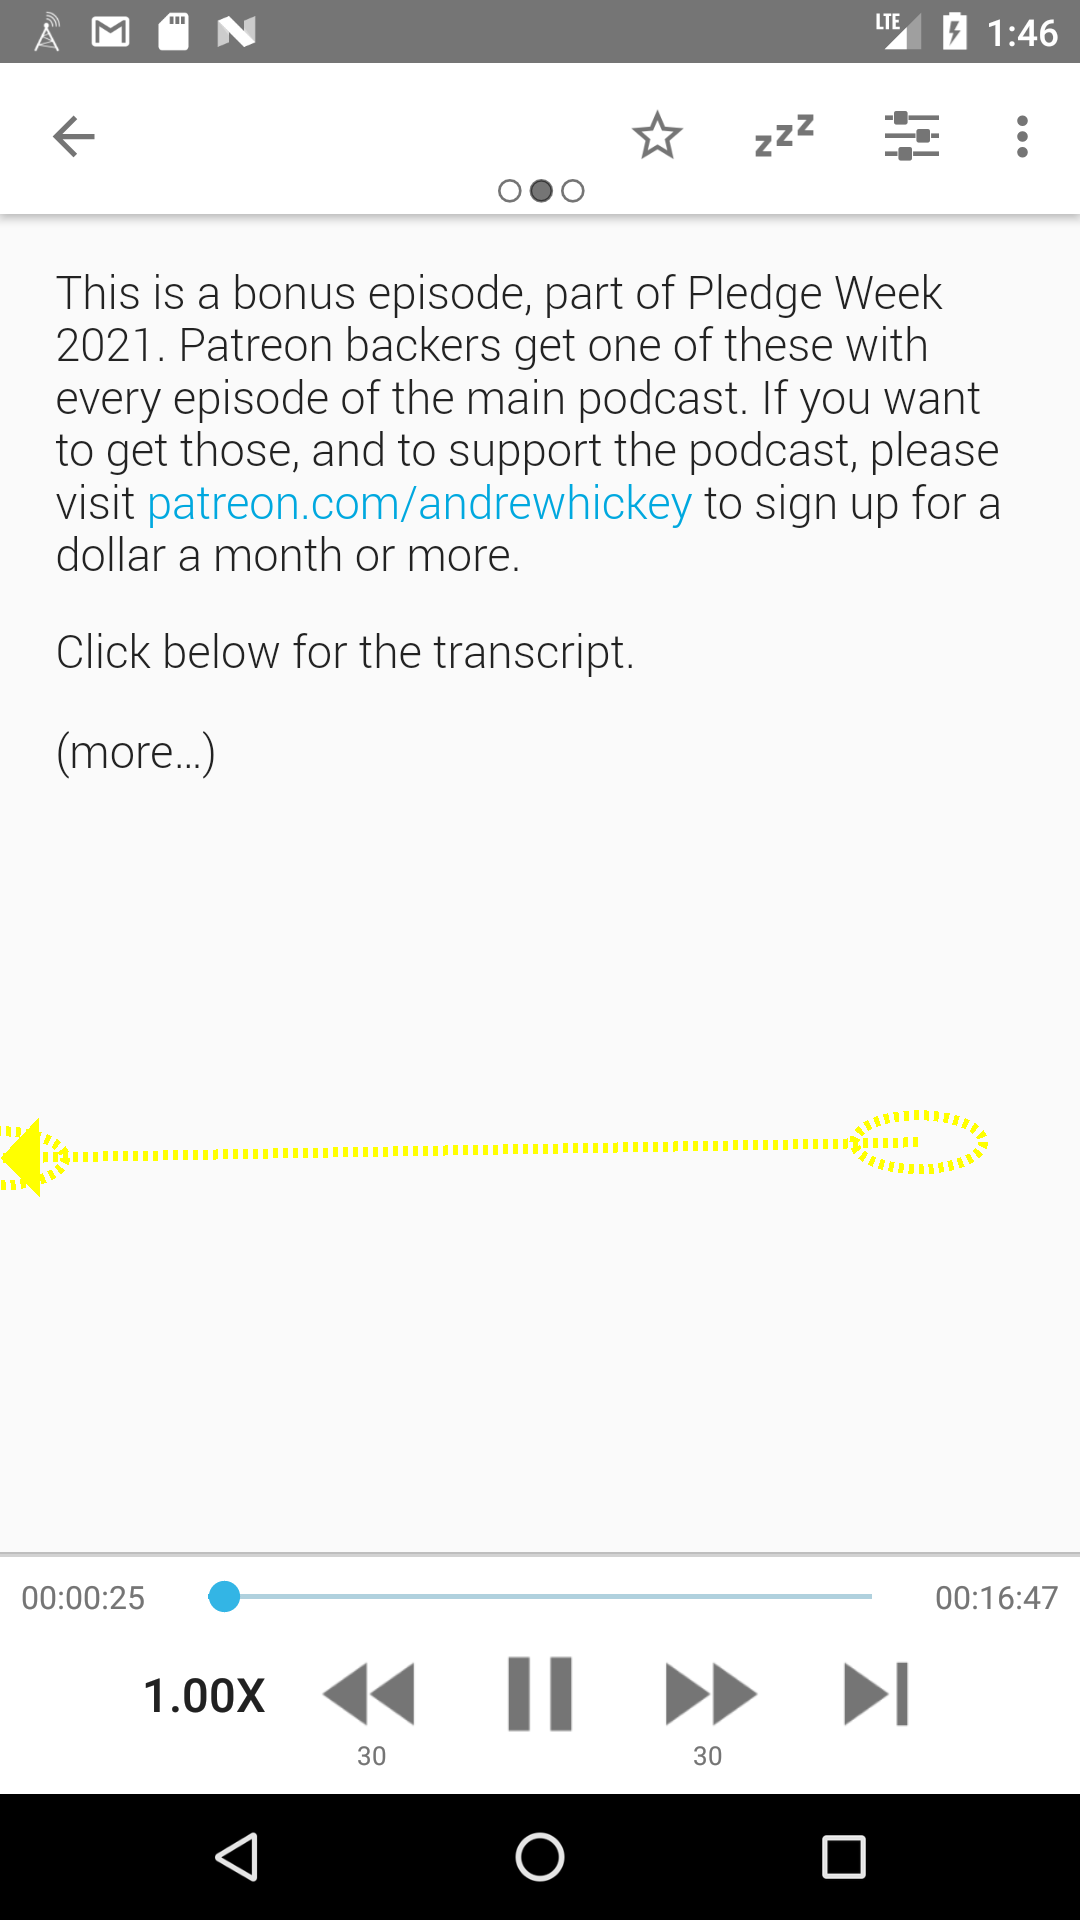 LTE 1:46
zzz
This is a bonus episode, part of Pledge Week
2021. Patreon backers get one of these with
every episode of the main podcast. If you want
to get those, and to support the podcast, please
visit patreon.com/andrewhickey to sign up for a
dollar a month or more.
Click below for the transcript.
(more…)
00:00:25 00:16:47
1.00X
30 30